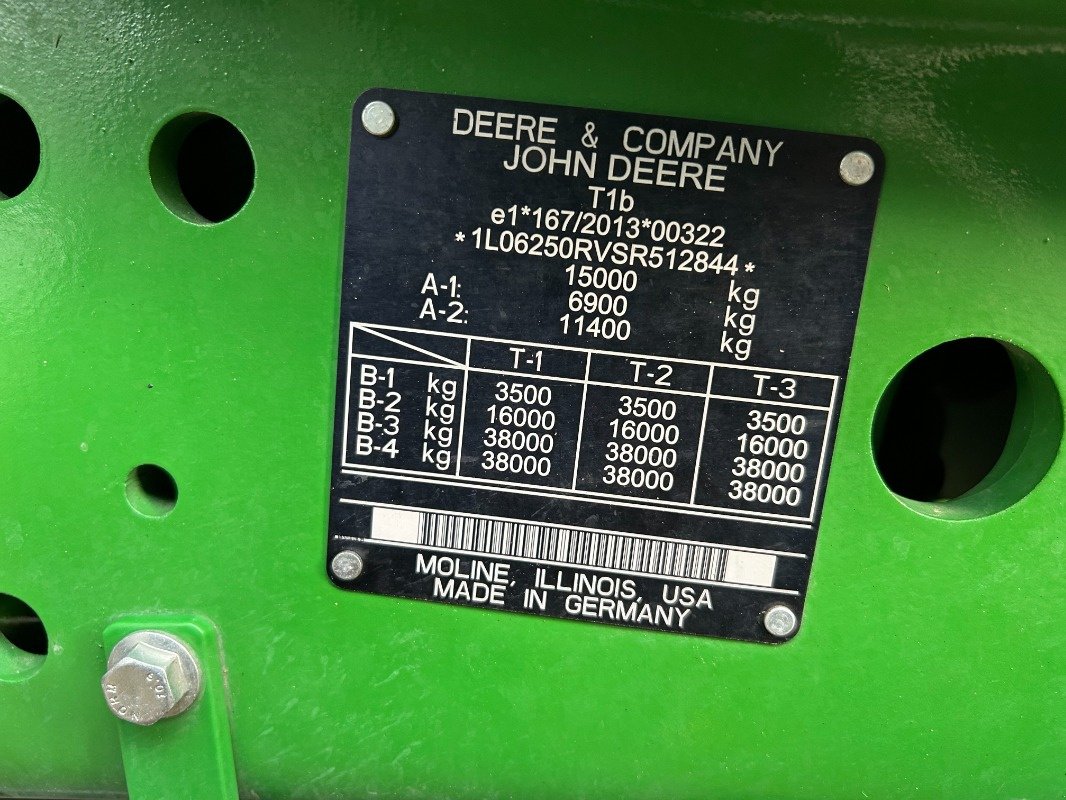 DEERE & COMPANY
JOHN DEERE
T1b
e1*167/2013*00322
*1L06250RVSR512844*
15000 kg
A-1: 6900 kg
A-2: 11400 kg
T-1 T-2 T-3
B-1 kg 3500 3500 3500
B-2 kg 16000 16000 16000
B-3 kg 38000 38000 38000
B-4 kg 38000 38000 38000
MOLINE, ILLINOIS, USA
MADE IN GERMANY
10.9